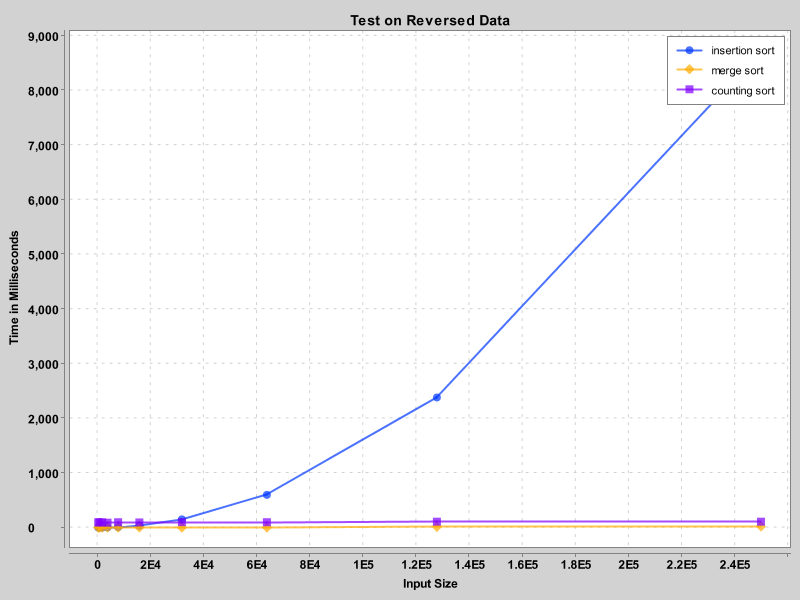 Test on Reversed Data
insertion sort
merge sort
counting sort
Time in Milliseconds
9,000
8,000
7,000
6,000
5,000
4,000
3,000
2,000
1,000
0
0 2E4 4E4 6E4 8E4 1E5 1.2E5 1.4E5 1.6E5 1.8E5 2E5 2.2E5 2.4E5
Input Size